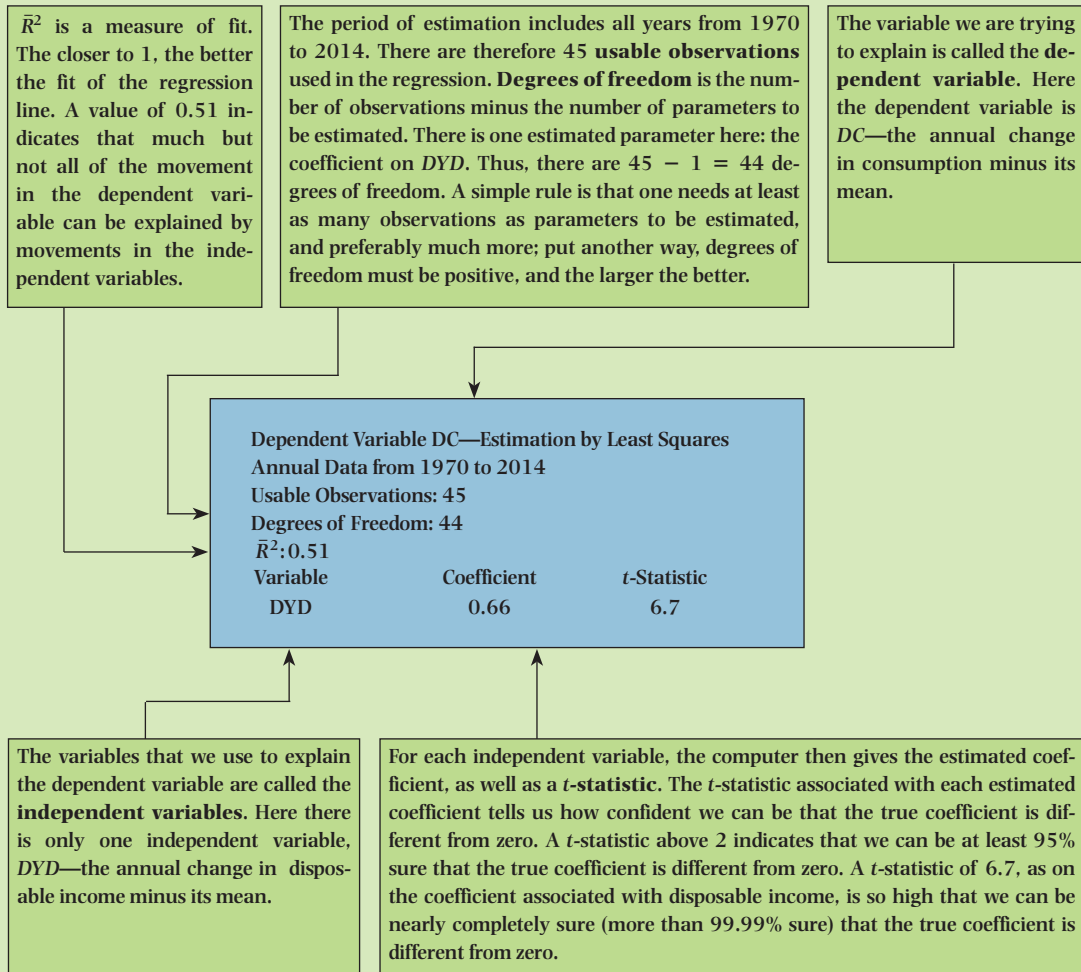 R̄² is a measure of fit.
The closer to 1, the better
the fit of the regression
line. A value of 0.51 in-
dicates that much but
not all of the movement
in the dependent vari-
able can be explained by
movements in the inde-
pendent variables.
The period of estimation includes all years from 1970
to 2014. There are therefore 45 usable observations
used in the regression. Degrees of freedom is the num-
ber of observations minus the number of parameters to
be estimated. There is one estimated parameter here: the
coefficient on DYD. Thus, there are 45 − 1 = 44 de-
grees of freedom. A simple rule is that one needs at least
as many observations as parameters to be estimated,
and preferably much more; put another way, degrees of
freedom must be positive, and the larger the better.
The variable we are trying
to explain is called the de-
pendent variable. Here
the dependent variable is
DC—the annual change
in consumption minus its
mean.
Dependent Variable DC—Estimation by Least Squares
Annual Data from 1970 to 2014
Usable Observations: 45
Degrees of Freedom: 44
R̄²:0.51
Variable Coefficient t-Statistic
DYD 0.66 6.7
The variables that we use to explain
the dependent variable are called the
independent variables. Here there
is only one independent variable,
DYD—the annual change in dispos-
able income minus its mean.
For each independent variable, the computer then gives the estimated coef-
ficient, as well as a t-statistic. The t-statistic associated with each estimated
coefficient tells us how confident we can be that the true coefficient is dif-
ferent from zero. A t-statistic above 2 indicates that we can be at least 95%
sure that the true coefficient is different from zero. A t-statistic of 6.7, as on
the coefficient associated with disposable income, is so high that we can be
nearly completely sure (more than 99.99% sure) that the true coefficient is
different from zero.